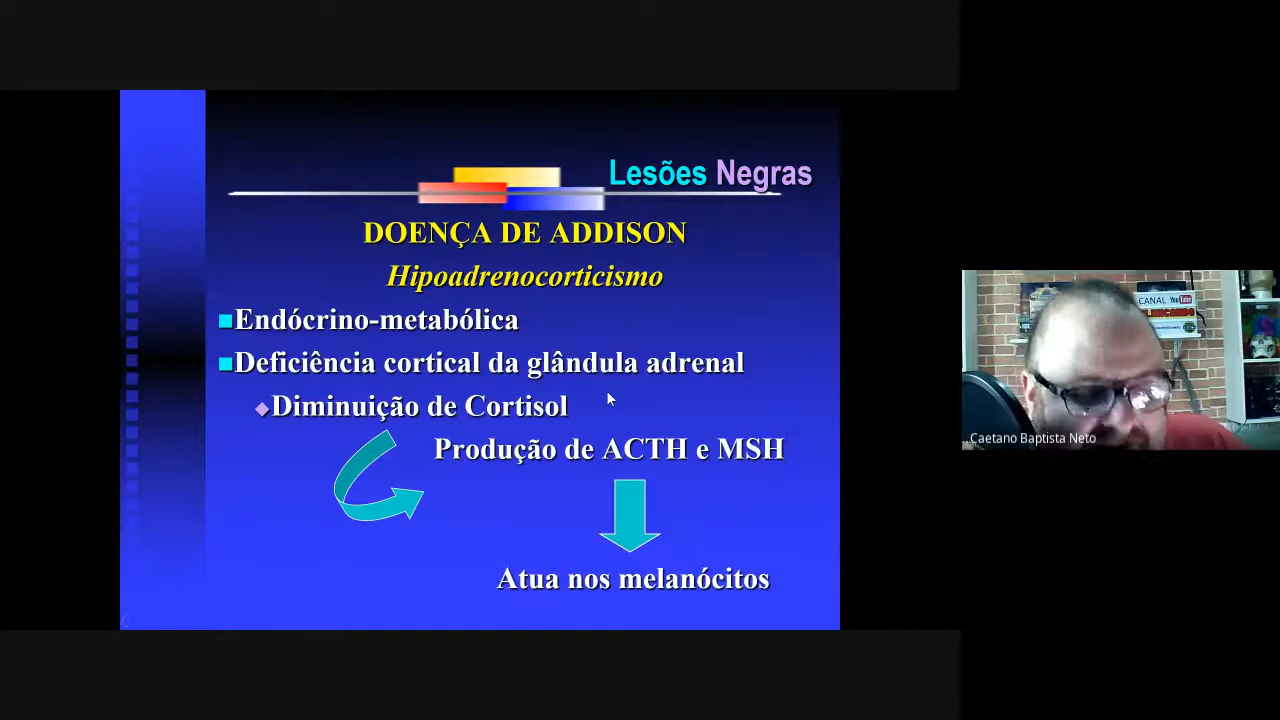 Lesões Negras
DOENÇA DE ADDISON
Hipoadrenocorticismo
Endócrino-metabólica
Deficiência cortical da glândula adrenal
Diminuição de Cortisol
Produção de ACTH e MSH
Atua nos melanócitos
CANAL YouTube
Caetano Baptista Neto